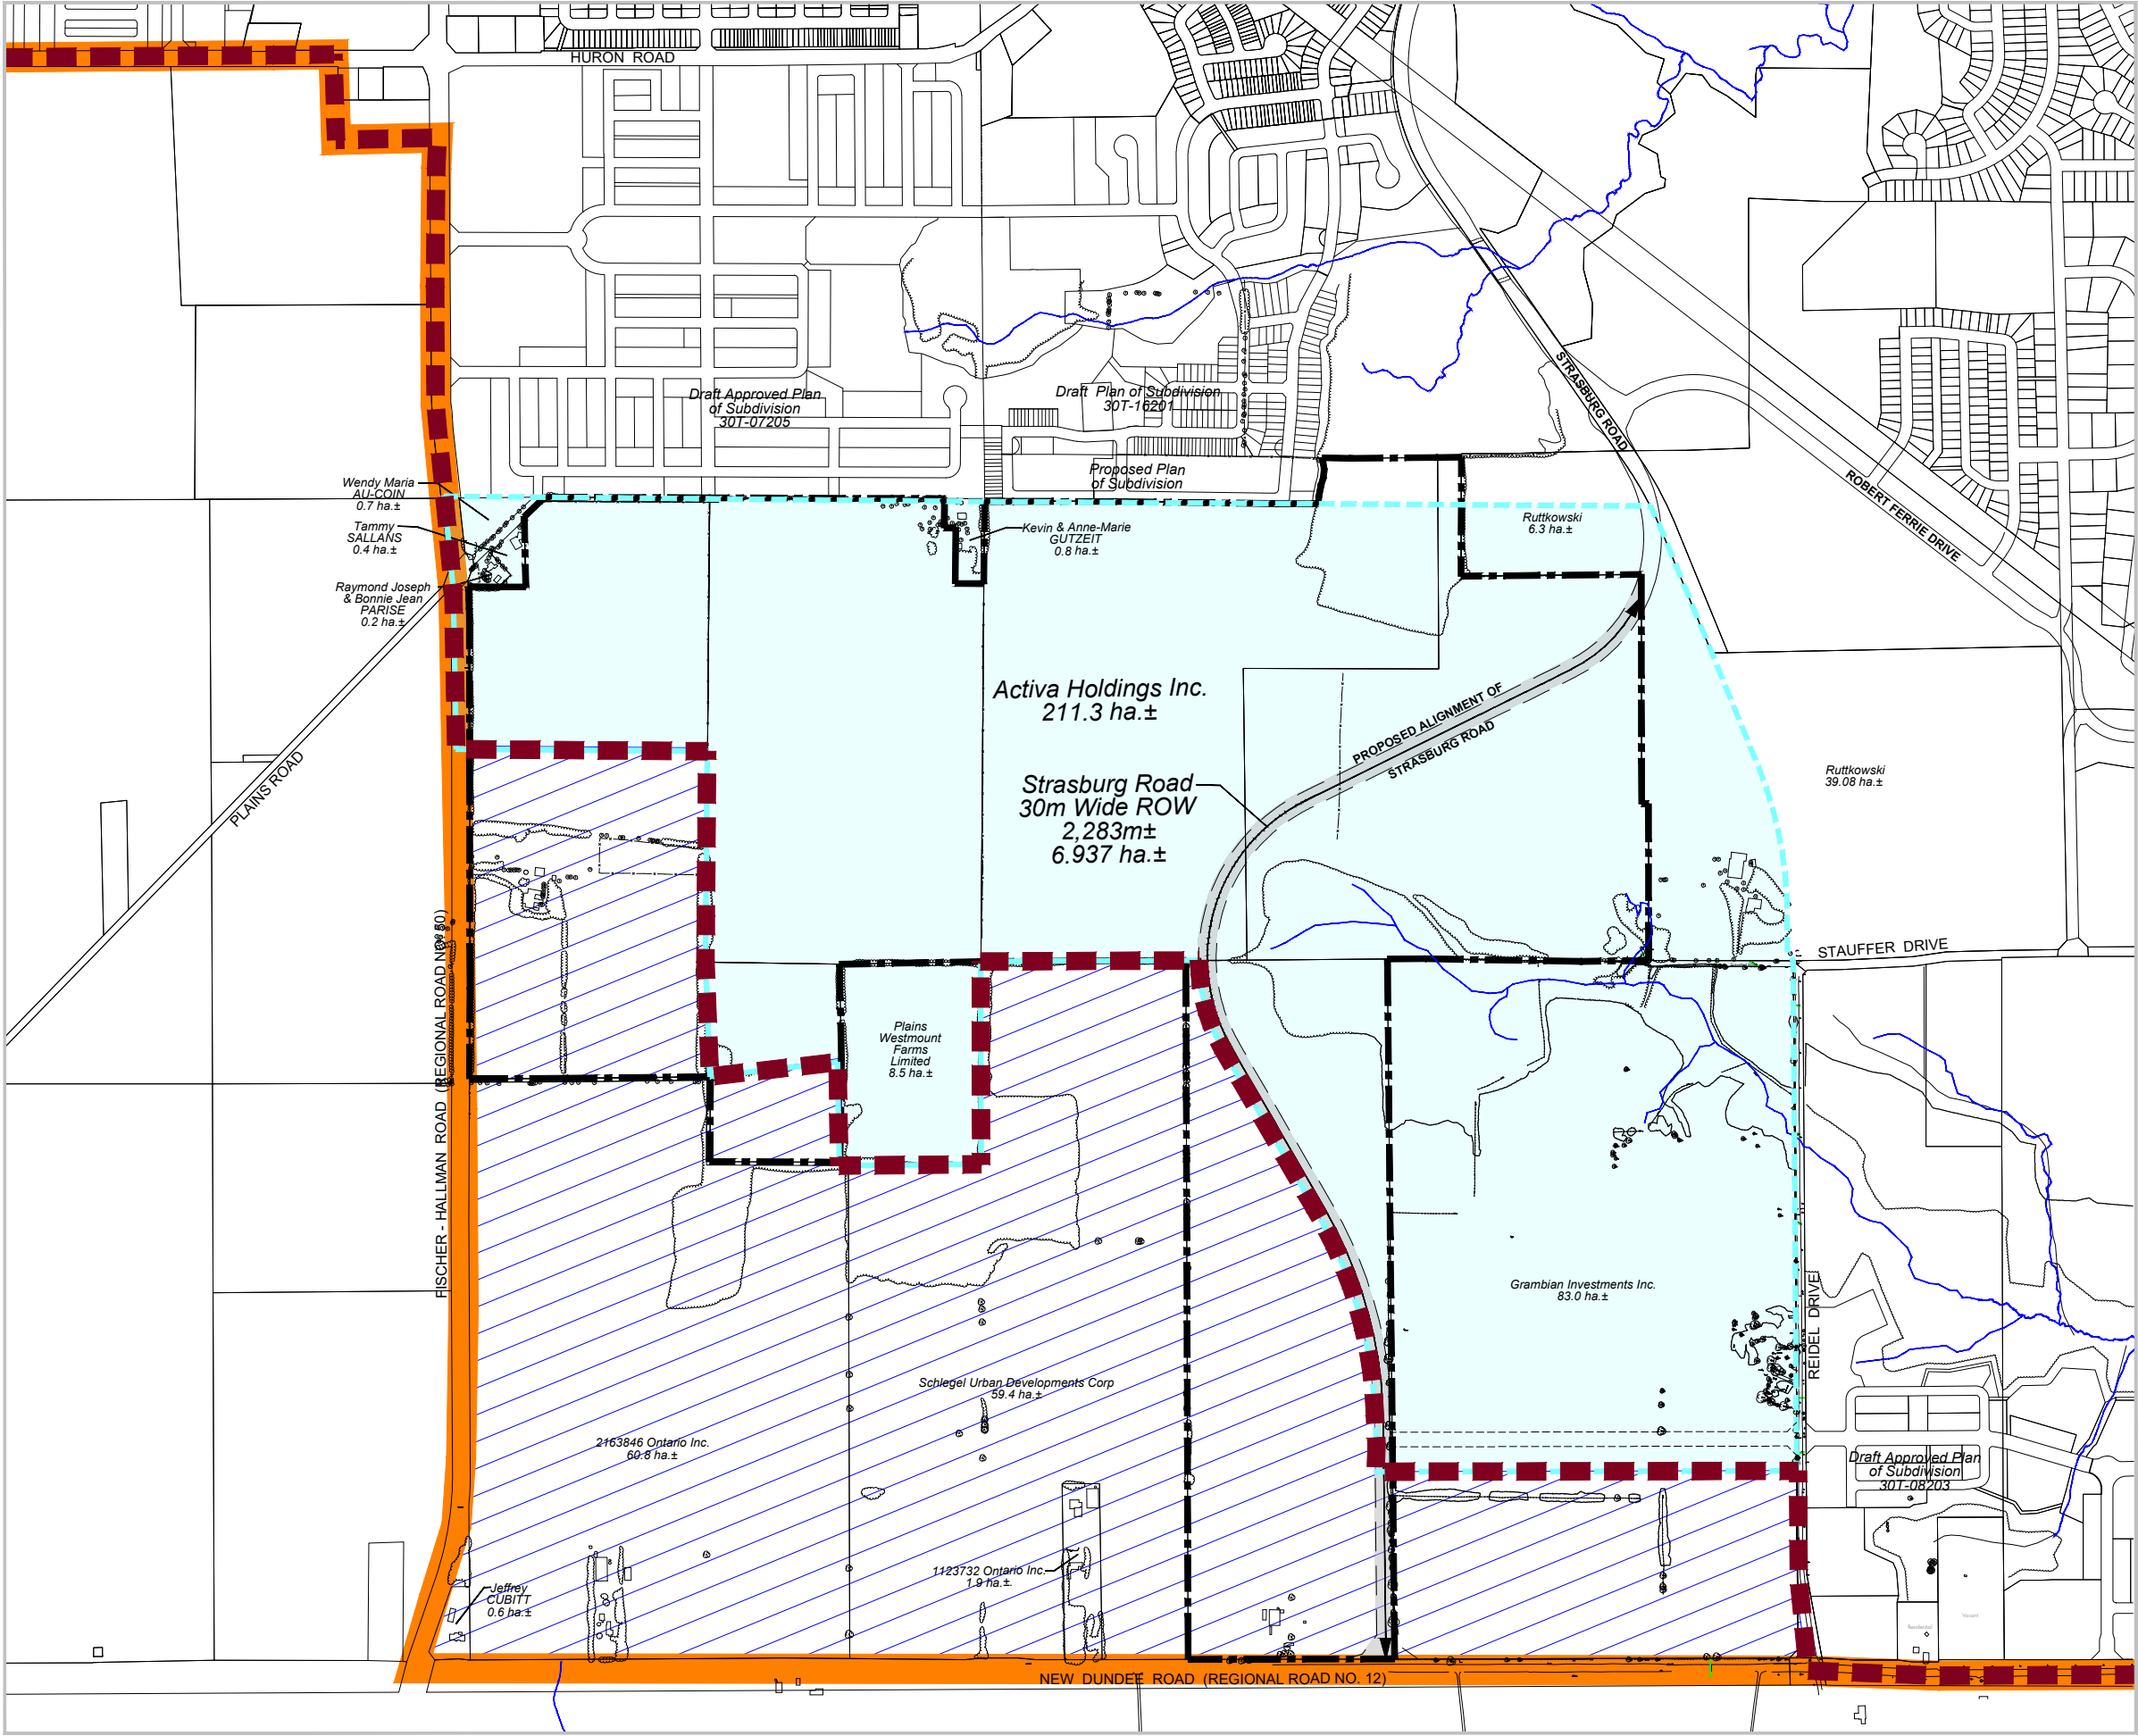 HURON ROAD
Draft Approved Plan
of Subdivision
30T-07205
Draft Plan of Subdivision
30T-16201
STRASBURG ROAD
Proposed Plan
of Subdivision
ROBERT FERRIE DRIVE
Wendy Maria
AU-COIN
0.7 ha.±
Tammy
SALLANS
0.4 ha.±
Raymond Joseph
& Bonnie Jean
PARISE
0.2 ha.±
Kevin & Anne-Marie
GUTZEIT
0.8 ha.±
Ruttkowski
6.3 ha.±
Activa Holdings Inc.
211.3 ha.±
PROPOSED ALIGNMENT OF
STRASBURG ROAD
Strasburg Road
30m Wide ROW
2,283m±
6.937 ha.±
Ruttkowski
39.08 ha.±
PLAINS ROAD
STAUFFER DRIVE
FISCHER - HALLMAN ROAD (REGIONAL ROAD NO. 50)
Plains
Westmount
Farms
Limited
8.5 ha.±
Grambian Investments Inc.
83.0 ha.±
REIDEL DRIVE
Schlegel Urban Developments Corp
59.4 ha.±
2163846 Ontario Inc.
60.8 ha.±
Draft Approved Plan
of Subdivision
30T-08203
1123732 Ontario Inc.
1.9 ha.±.
Jeffrey
CUBITT
0.6 ha.±
Vacant
Residential
NEW DUNDEE ROAD (REGIONAL ROAD NO. 12)